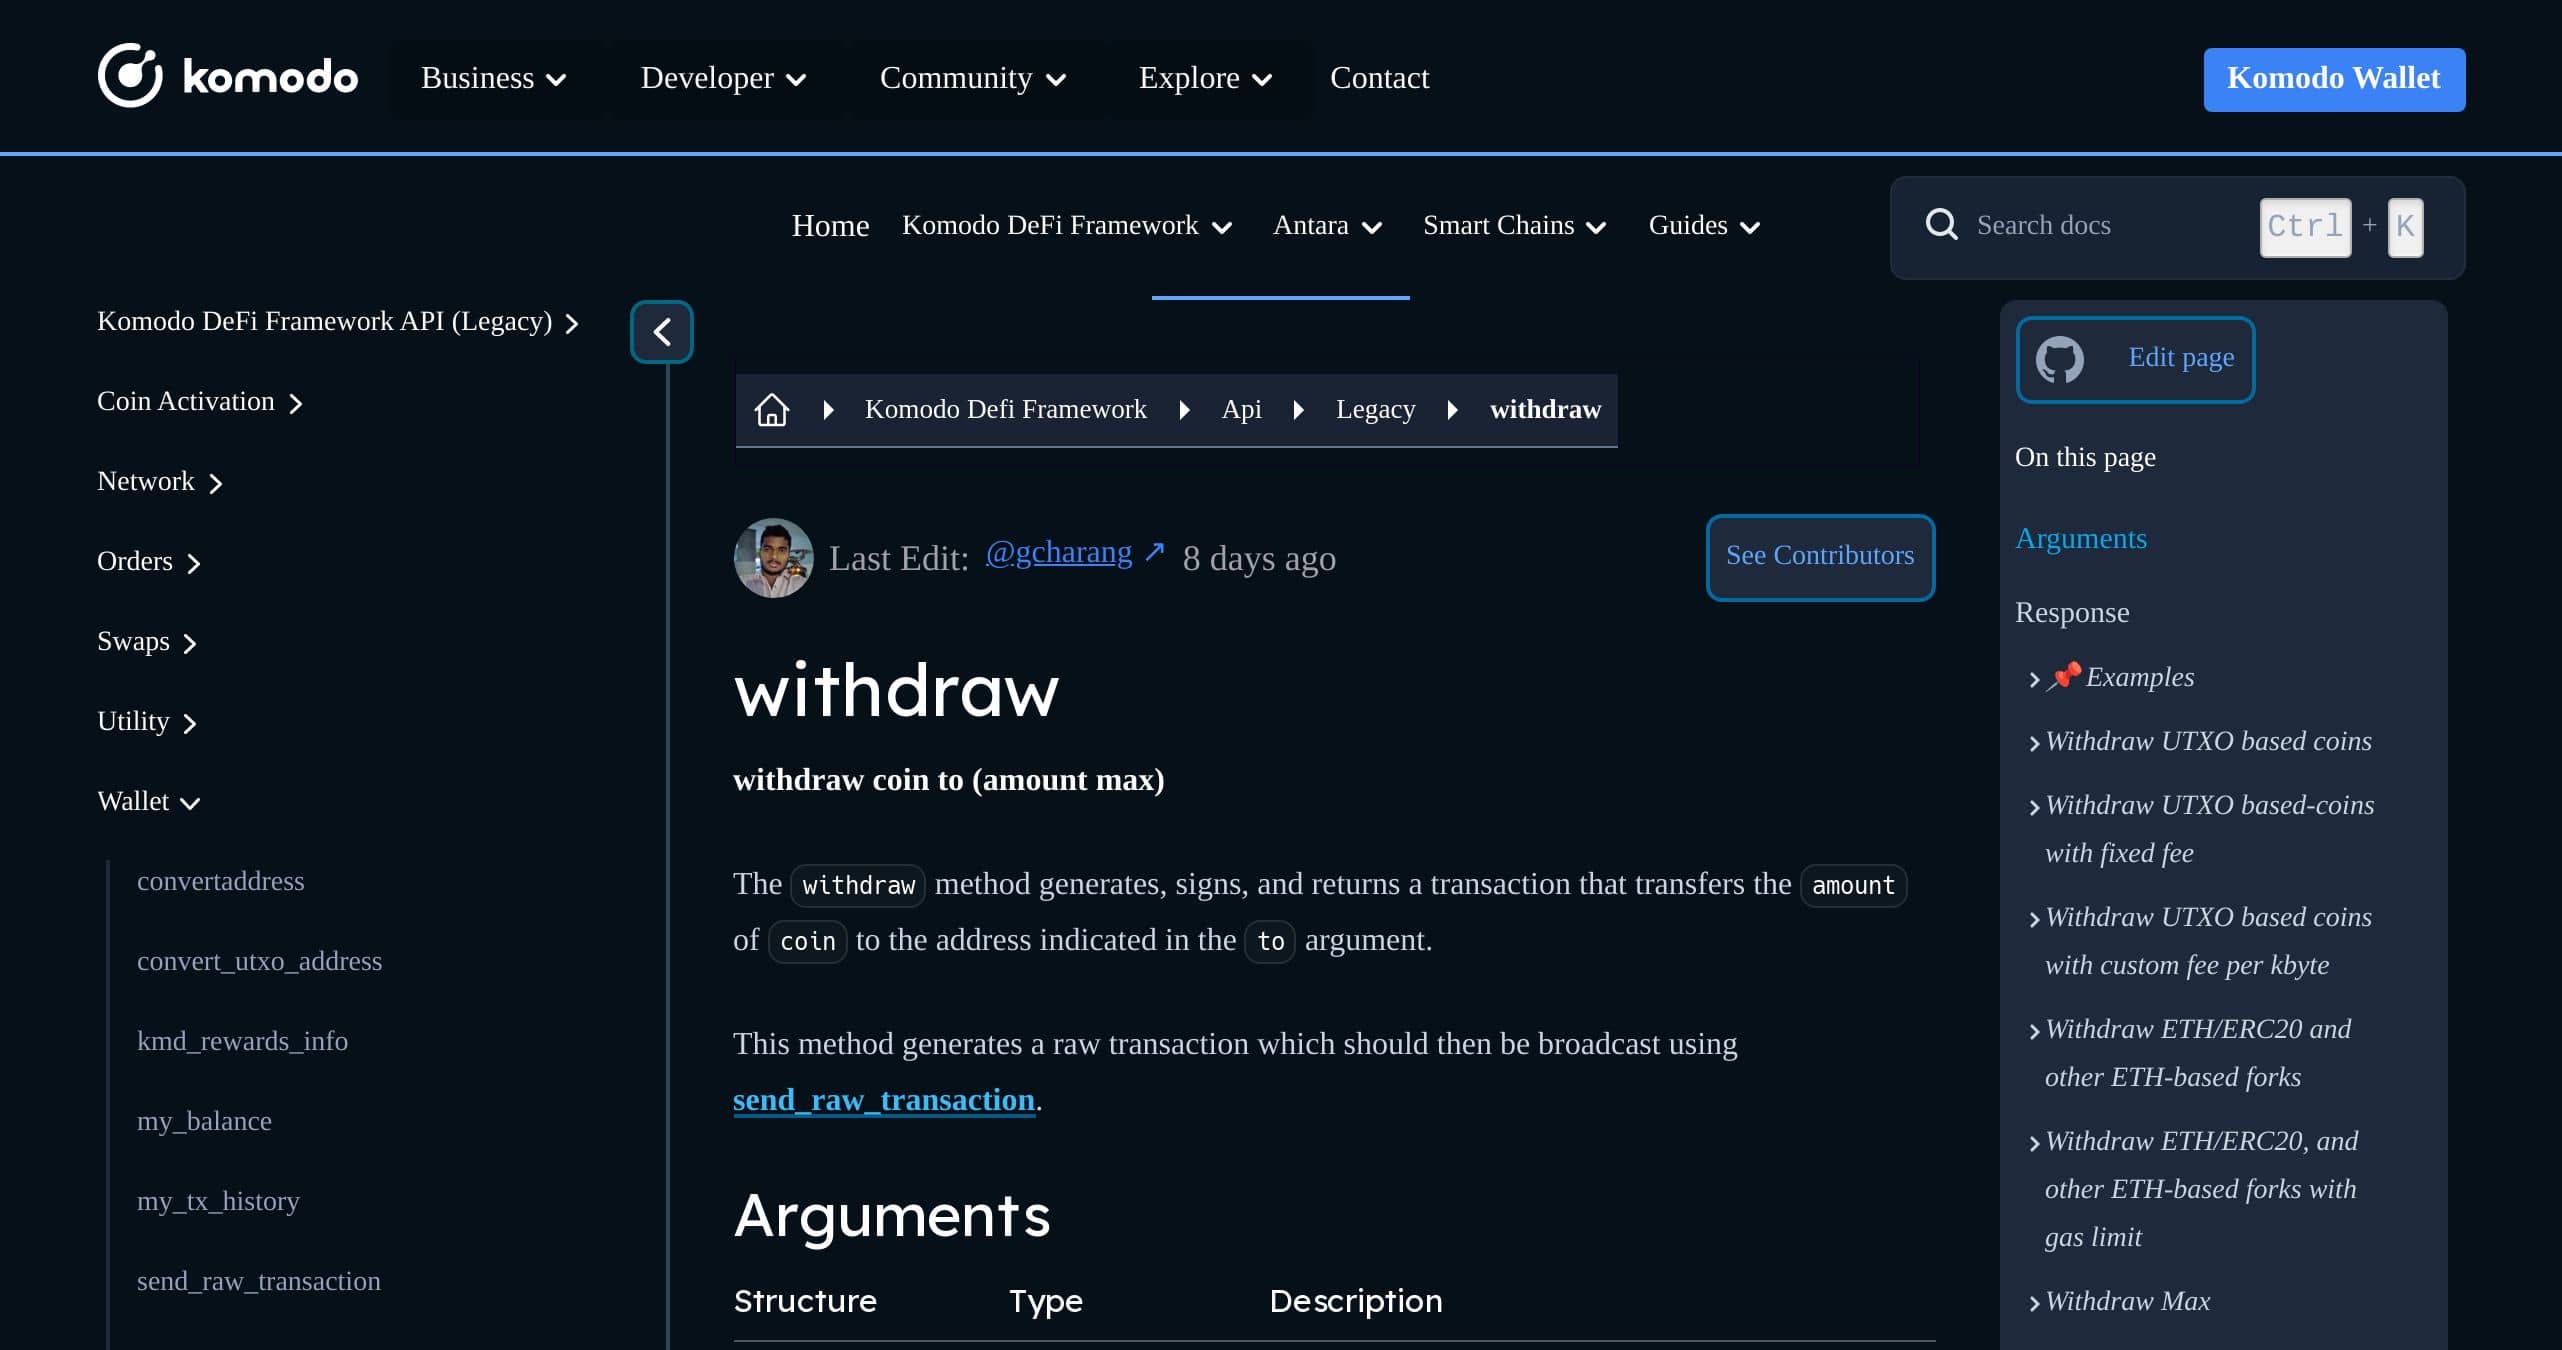 komodo
Business
Developer
Community
Explore
Contact
Komodo Wallet
Home
Komodo DeFi Framework
Antara
Smart Chains
Guides
Search docs
Ctrl + K
Komodo DeFi Framework API (Legacy)
Coin Activation
Network
Orders
Swaps
Utility
Wallet
convertaddress
convert_utxo_address
kmd_rewards_info
my_balance
my_tx_history
send_raw_transaction
Komodo Defi Framework
Api
Legacy
withdraw
Last Edit: @gcharang ↗ 8 days ago
See Contributors
withdraw
withdraw coin to (amount max)
The withdraw method generates, signs, and returns a transaction that transfers the amount
of coin to the address indicated in the to argument.
This method generates a raw transaction which should then be broadcast using
send_raw_transaction.
Arguments
Structure Type Description
Edit page
On this page
Arguments
Response
📌 Examples
Withdraw UTXO based coins
Withdraw UTXO based-coins
with fixed fee
Withdraw UTXO based coins
with custom fee per kbyte
Withdraw ETH/ERC20 and
other ETH-based forks
Withdraw ETH/ERC20, and
other ETH-based forks with
gas limit
Withdraw Max